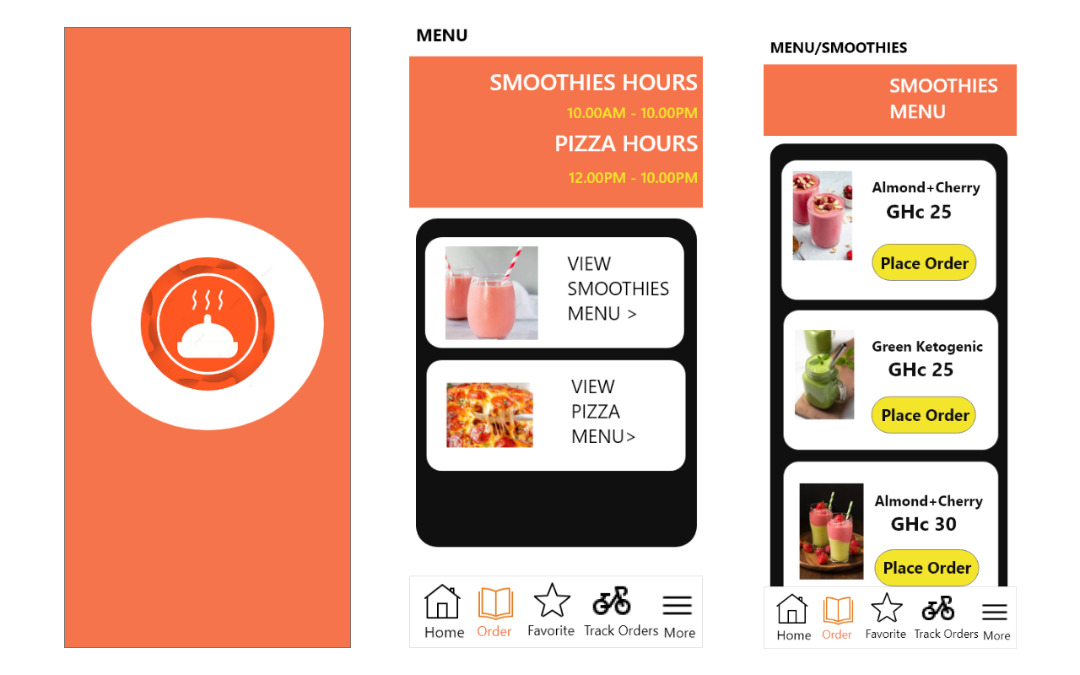 MENU
SMOOTHIES HOURS
10.00AM - 10.00PM
PIZZA HOURS
12.00PM - 10.00PM
VIEW
SMOOTHIES
MENU >
VIEW
PIZZA
MENU>
Home Order Favorite Track Orders More
MENU/SMOOTHIES
SMOOTHIES
MENU
Almond+Cherry
GHc 25
Place Order
Green Ketogenic
GHc 25
Place Order
Almond+Cherry
GHc 30
Place Order
Home Order Favorite Track Orders More